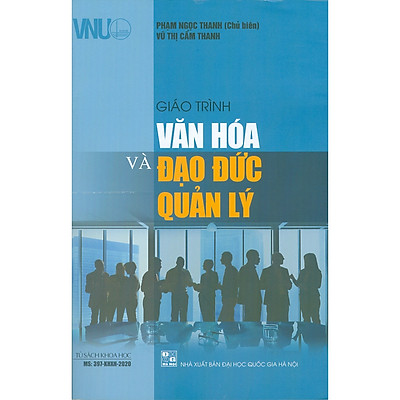 VNU
PHẠM NGỌC THANH (Chủ biên)
VŨ THỊ CẨM THANH
GIÁO TRÌNH
VĂN HÓA
VÀ ĐẠO ĐỨC
QUẢN LÝ
TỦ SÁCH KHOA HỌC
MS: 397-KHXH-2020
NHÀ XUẤT BẢN ĐẠI HỌC QUỐC GIA HÀ NỘI